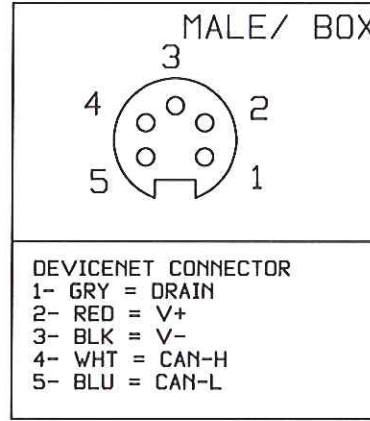 MALE/ BOX
3
4
2
5
1
DEVICENET CONNECTOR
1- GRY = DRAIN
2- RED = V+
3- BLK = V-
4- WHT = CAN-H
5- BLU = CAN-L